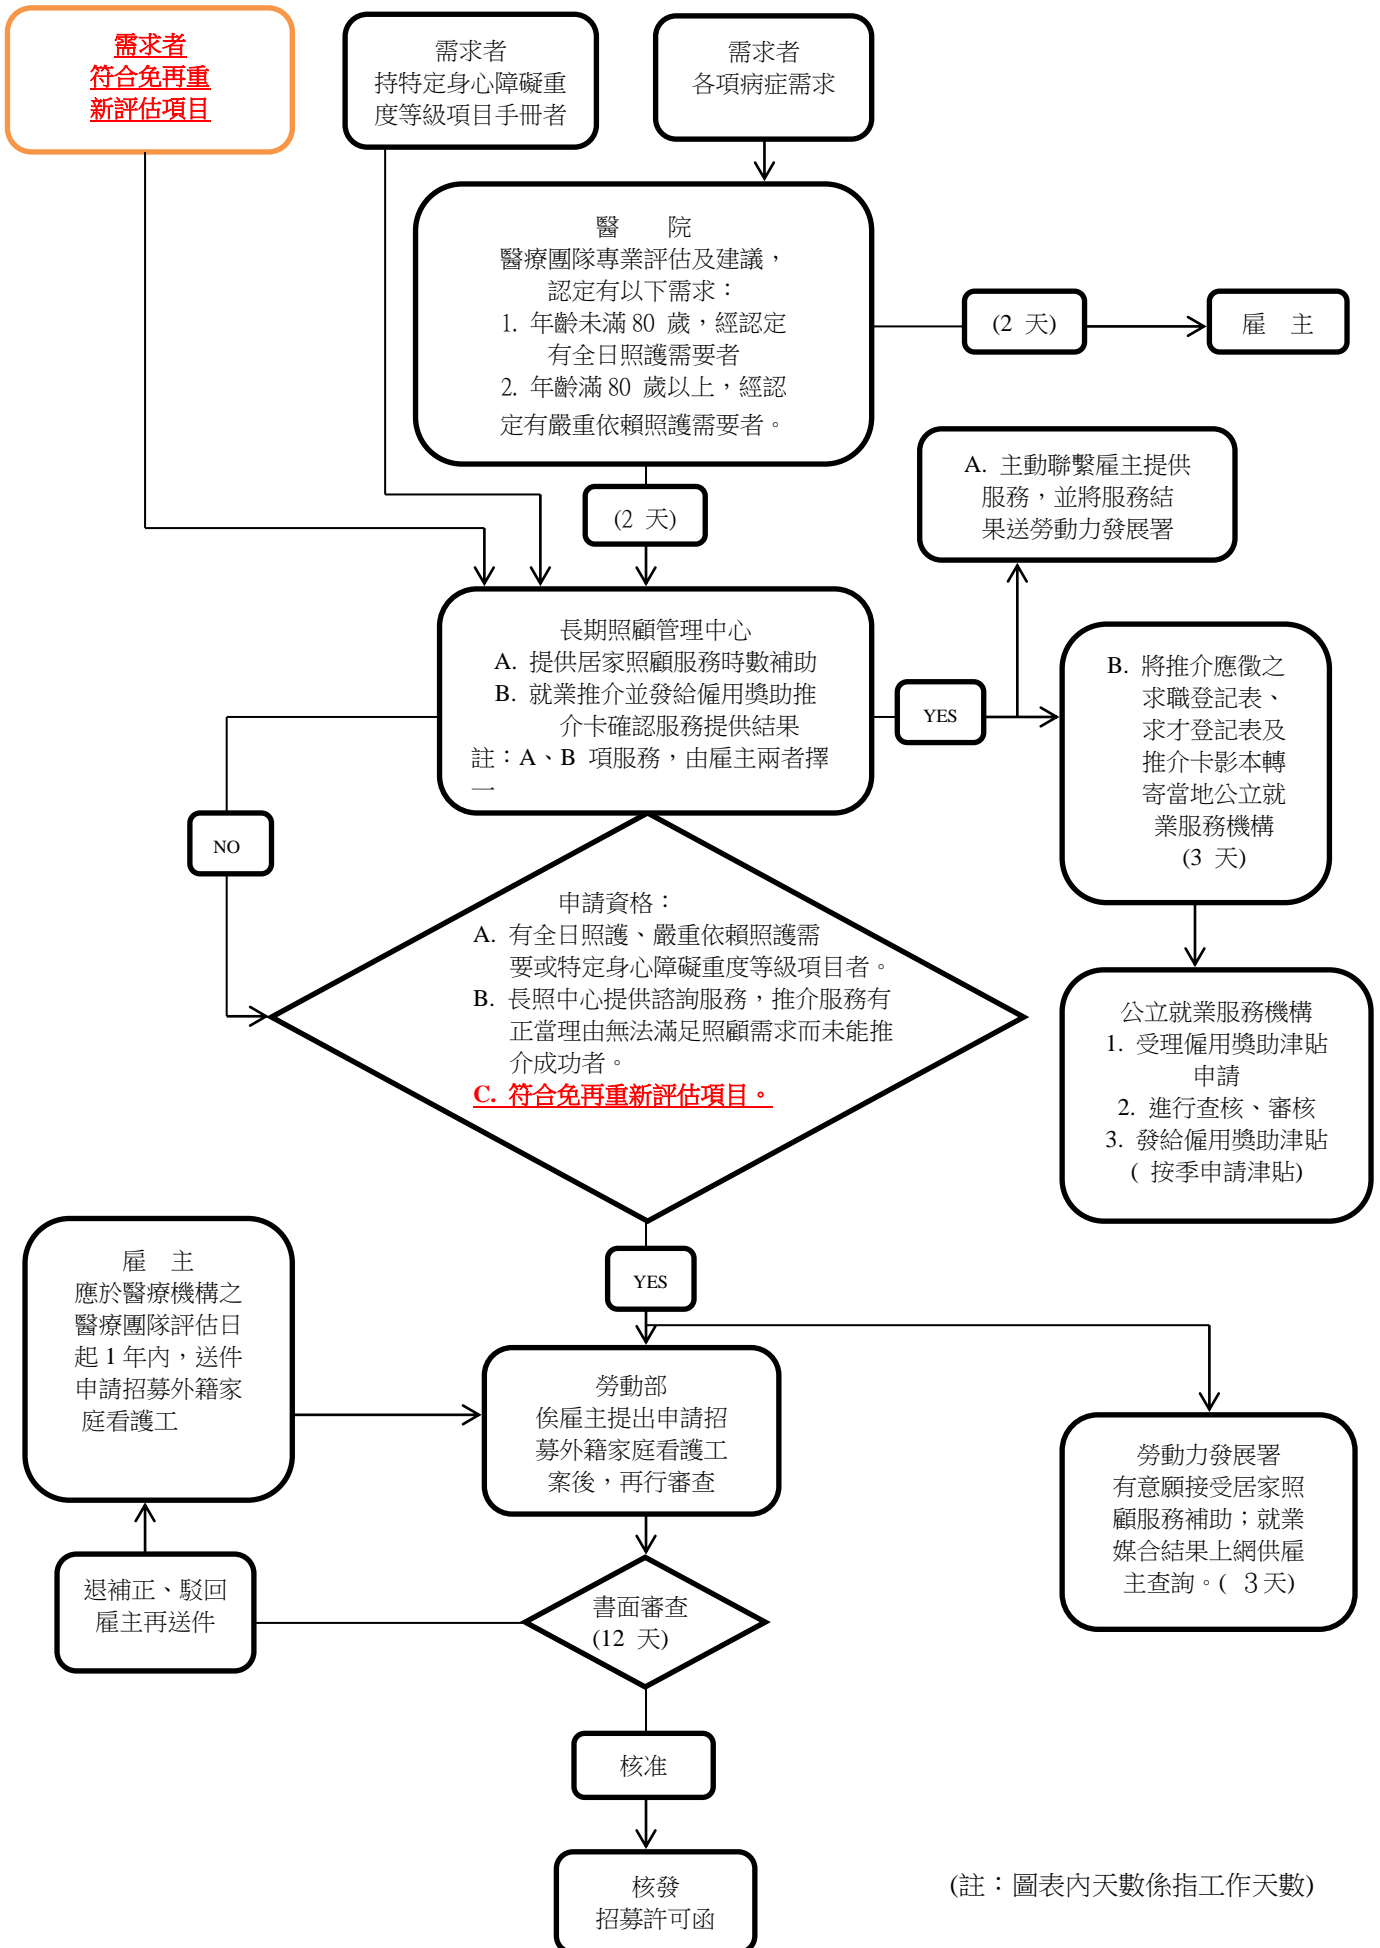 需求者
符合免再重
新評估項目
需求者
持特定身心障礙重
度等級項目手冊者
需求者
各項病症需求
醫　　院
醫療團隊專業評估及建議，
認定有以下需求：
1. 年齡未滿 80 歲，經認定
有全日照護需要者
2. 年齡滿 80 歲以上，經認
定有嚴重依賴照護需要者。
(2 天)
雇　主
(2 天)
A. 主動聯繫雇主提供
服務，並將服務結
果送勞動力發展署
長期照顧管理中心
A. 提供居家照顧服務時數補助
B. 就業推介並發給僱用獎助推
介卡確認服務提供結果
註：A、B 項服務，由雇主兩者擇
一
YES
B. 將推介應徵之
求職登記表、
求才登記表及
推介卡影本轉
寄當地公立就
業服務機構
(3 天)
NO
申請資格：
A. 有全日照護、嚴重依賴照護需
要或特定身心障礙重度等級項目者。
B. 長照中心提供諮詢服務，推介服務有
正當理由無法滿足照顧需求而未能推
介成功者。
C. 符合免再重新評估項目。
公立就業服務機構
1. 受理僱用獎助津貼
申請
2. 進行查核、審核
3. 發給僱用獎助津貼
( 按季申請津貼)
YES
雇　主
應於醫療機構之
醫療團隊評估日
起 1 年內，送件
申請招募外籍家
庭看護工
勞動部
俟雇主提出申請招
募外籍家庭看護工
案後，再行審查
勞動力發展署
有意願接受居家照
顧服務補助；就業
媒合結果上網供雇
主查詢。( ３天)
退補正、駁回
雇主再送件
書面審查
(12 天)
核准
核發
招募許可函
(註：圖表內天數係指工作天數)